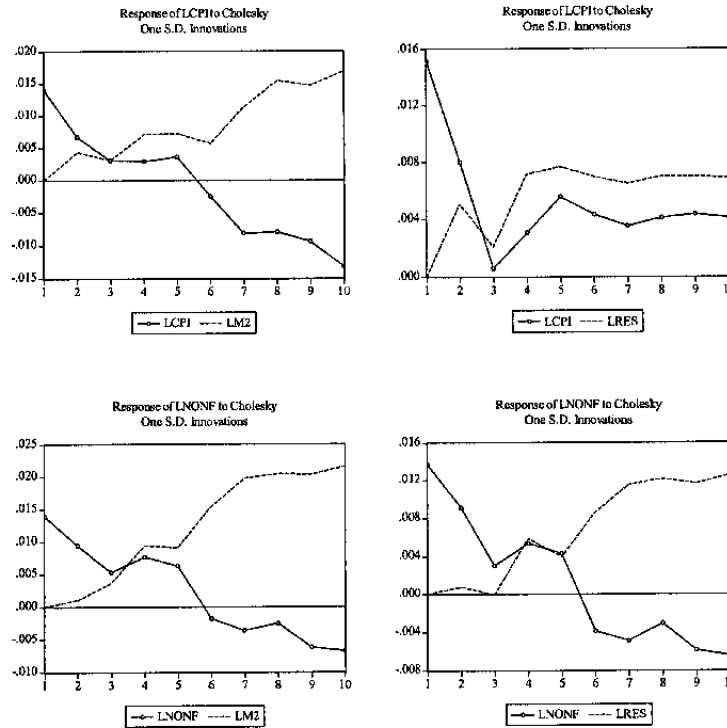 Response of LCPI to Cholesky
One S.D. Innovations
.020
.015
.010
.005
.000
-.005
-.010
-.015
1 2 3 4 5 6 7 8 9 10
LCPI LM2
Response of LCPI to Cholesky
One S.D. Innovations
.016
.012
.008
.004
.000
1 2 3 4 5 6 7 8 9 10
LCPI LRES
Response of LNONF to Cholesky
One S.D. Innovations
.025
.020
.015
.010
.005
.000
-.005
-.010
1 2 3 4 5 6 7 8 9 10
LNONF LM2
Response of LNONF to Cholesky
One S.D. Innovations
.016
.012
.008
.004
.000
-.004
-.008
1 2 3 4 5 6 7 8 9 10
LNONF LRES